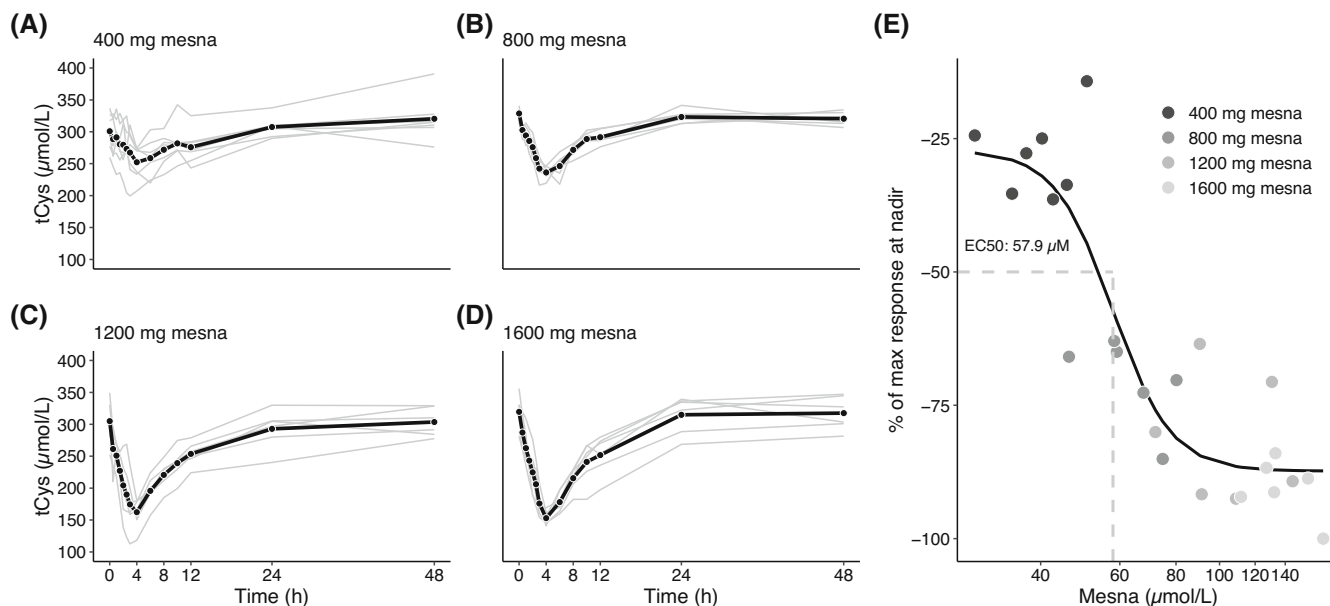 (A)
400 mg mesna
400
350
300
250
200
150
100
tCys (µmol/L)
(B)
800 mg mesna
(C)
1200 mg mesna
400
350
300
250
200
150
100
tCys (µmol/L)
0 4 8 12 24 48
Time (h)
(D)
1600 mg mesna
0 4 8 12 24 48
Time (h)
(E)
400 mg mesna
800 mg mesna
1200 mg mesna
1600 mg mesna
EC50: 57.9 µM
−25
−50
−75
−100
% of max response at nadir
40 60 80 100 120 140
Mesna (µmol/L)